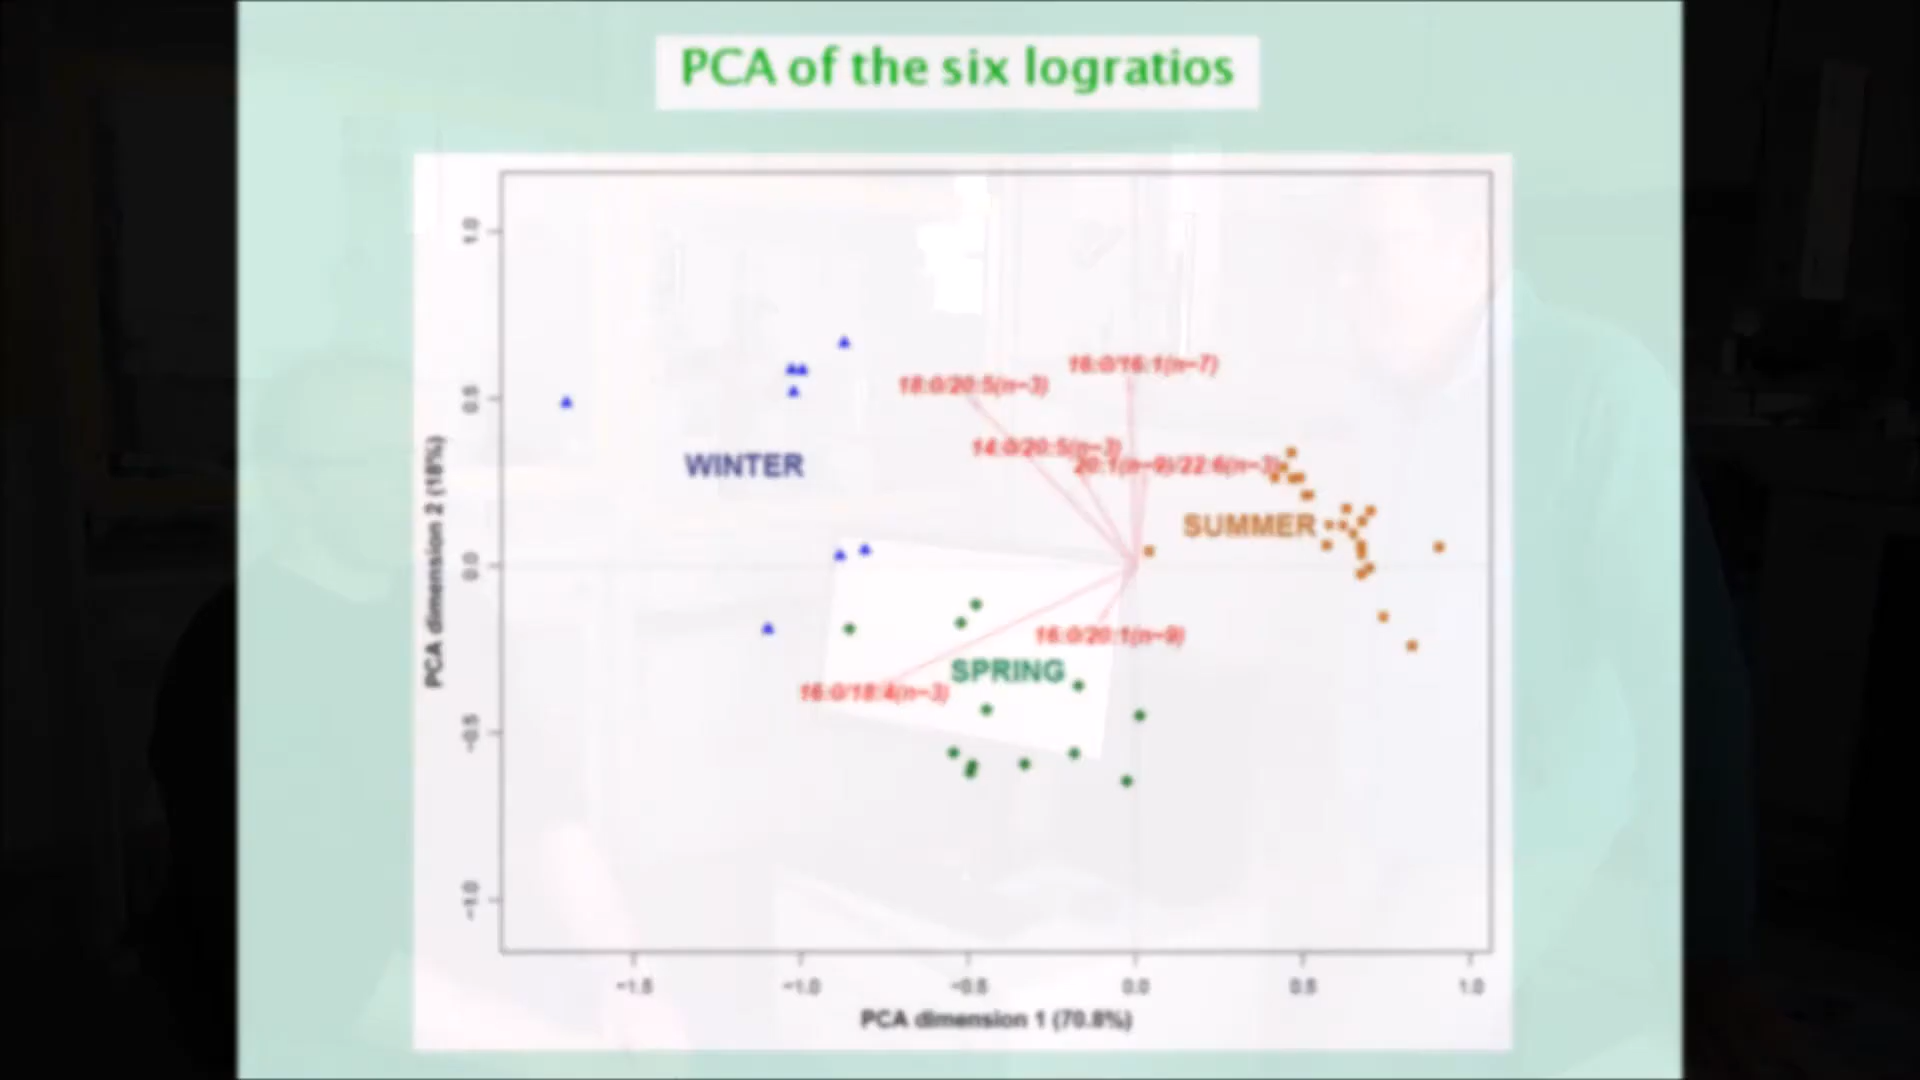 PCA of the six logratios
1.0
0.5
0.0
−0.5
−1.0
PCA dimension 2 (18%)
16:0/16:1(n−7)
18:0/20:5(n−3)
14:0/20:5(n−3)
20:1(n−9)/22:6(n−3)
WINTER
SUMMER
16:0/20:1(n−9)
SPRING
16:0/18:4(n−3)
−1.5 −1.0 −0.5 0.0 0.5 1.0
PCA dimension 1 (70.8%)